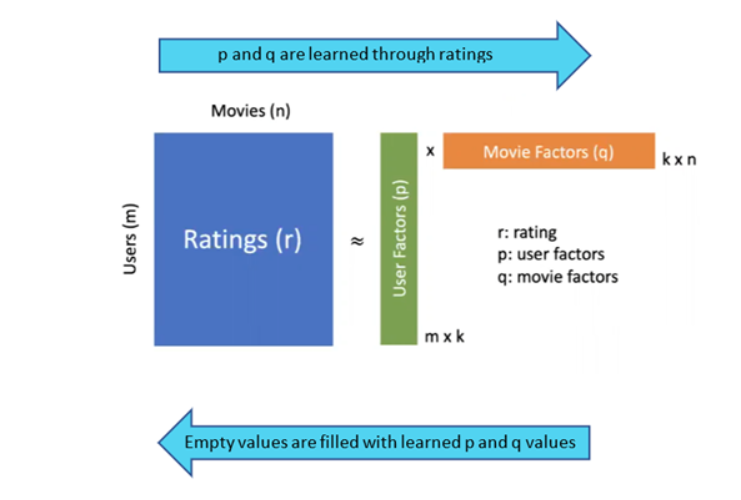 p and q are learned through ratings
Movies (n)
Users (m)
Ratings (r)
≈
User Factors (p)
x
Movie Factors (q)
k x n
r: rating
p: user factors
q: movie factors
m x k
Empty values are filled with learned p and q values